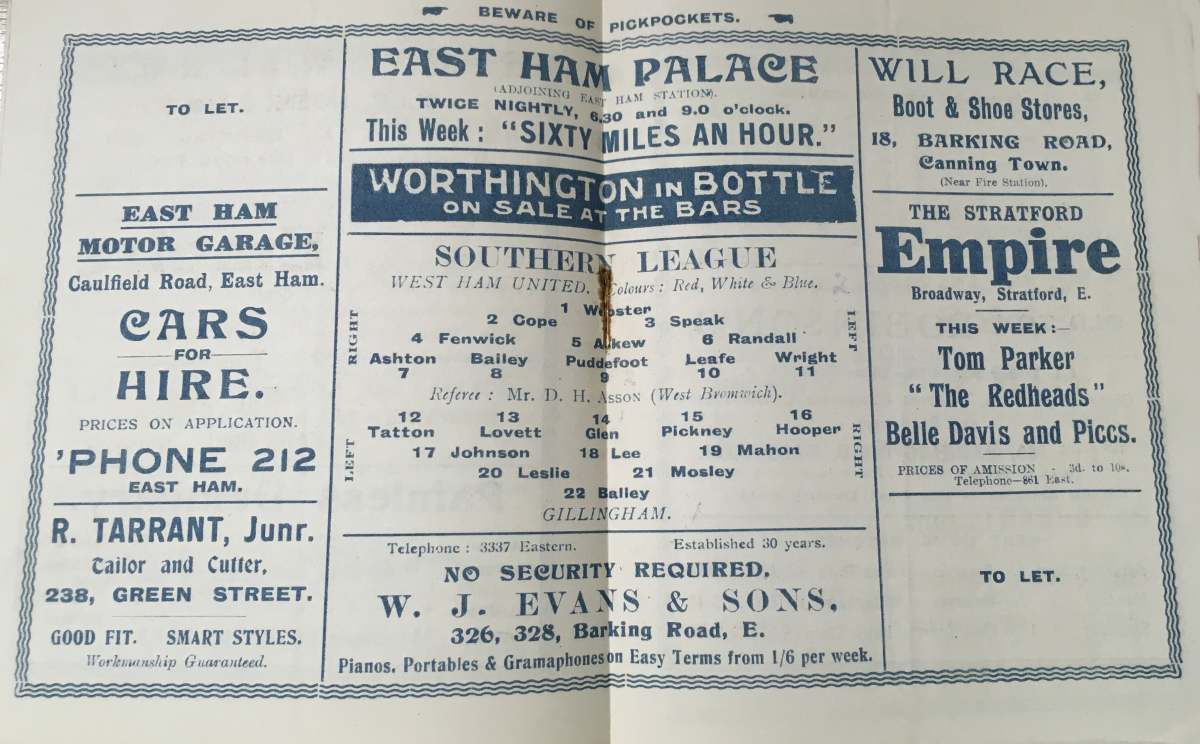 BEWARE OF PICKPOCKETS.
TO LET.
EAST HAM
MOTOR GARAGE,
Caulfield Road, East Ham.
CARS
FOR
HIRE.
PRICES ON APPLICATION.
'PHONE 212
EAST HAM.
R. TARRANT, Junr.
Tailor and Cutter,
238, GREEN STREET.
GOOD FIT. SMART STYLES.
Workmanship Guaranteed.
EAST HAM PALACE
(ADJOINING EAST HAM STATION).
TWICE NIGHTLY, 6.30 and 9.0 o'clock.
This Week: "SIXTY MILES AN HOUR."
WORTHINGTON IN BOTTLE
ON SALE AT THE BARS
SOUTHERN LEAGUE
WEST HAM UNITED. Colours: Red, White & Blue.
RIGHT
LEFT
1 Webster
2 Cope 3 Speak
4 Fenwick 5 Askew 6 Randall
Ashton Bailey Puddefoot Leafe Wright
7 8 9 10 11
Referee: Mr. D. H. Asson (West Bromwich).
12 13 14 15 16
Tatton Lovett Glen Pickney Hooper
17 Johnson 18 Lee 19 Mahon
LEFT
RIGHT
20 Leslie 21 Mosley
22 Bailey
GILLINGHAM.
Telephone: 3337 Eastern. Established 30 years.
NO SECURITY REQUIRED.
W. J. EVANS & SONS.
326, 328, Barking Road, E.
Pianos. Portables & Gramaphones on Easy Terms from 1/6 per week.
WILL RACE,
Boot & Shoe Stores,
18, BARKING ROAD,
Canning Town.
(Near Fire Station).
THE STRATFORD
Empire
Broadway, Stratford, E.
THIS WEEK:—
Tom Parker
"The Redheads"
Belle Davis and Piccs.
PRICES OF AMISSION - 3d. to 10s.
Telephone—861 East.
TO LET.